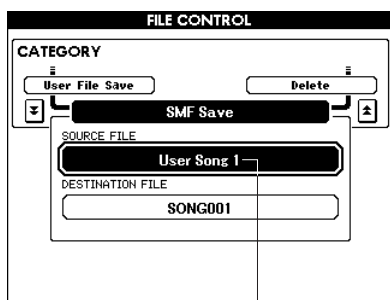 FILE CONTROL
CATEGORY
User File Save
Delete
SMF Save
SOURCE FILE
User Song 1
DESTINATION FILE
SONG001